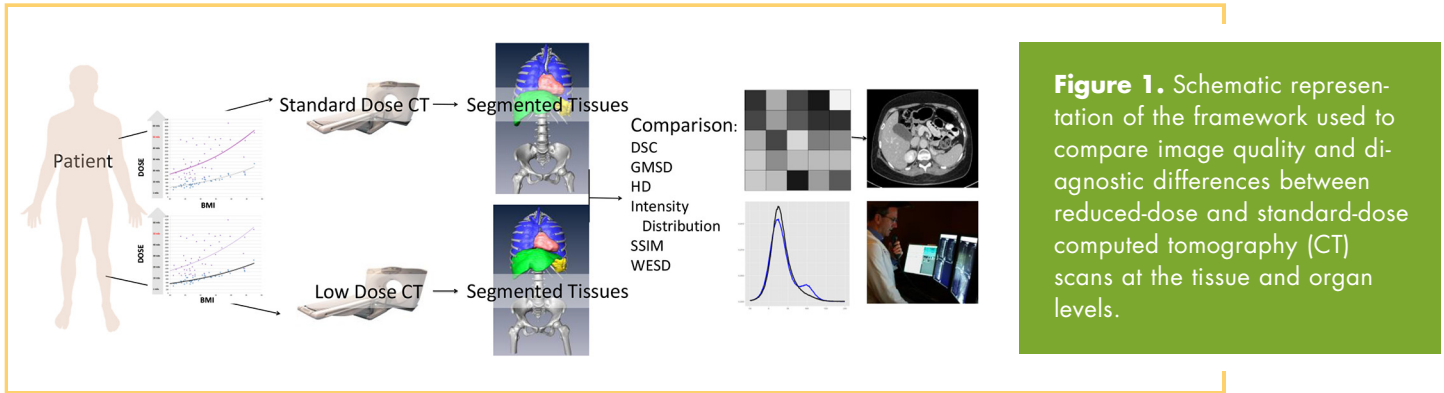 Patient
DOSE
BMI
DOSE
BMI
Standard Dose CT
Segmented Tissues
Low Dose CT
Segmented Tissues
Comparison:
DSC
GMSD
HD
Intensity
Distribution
SSIM
WESD
Figure 1. Schematic represen-
tation of the framework used to
compare image quality and di-
agnostic differences between
reduced-dose and standard-dose
computed tomography (CT)
scans at the tissue and organ
levels.